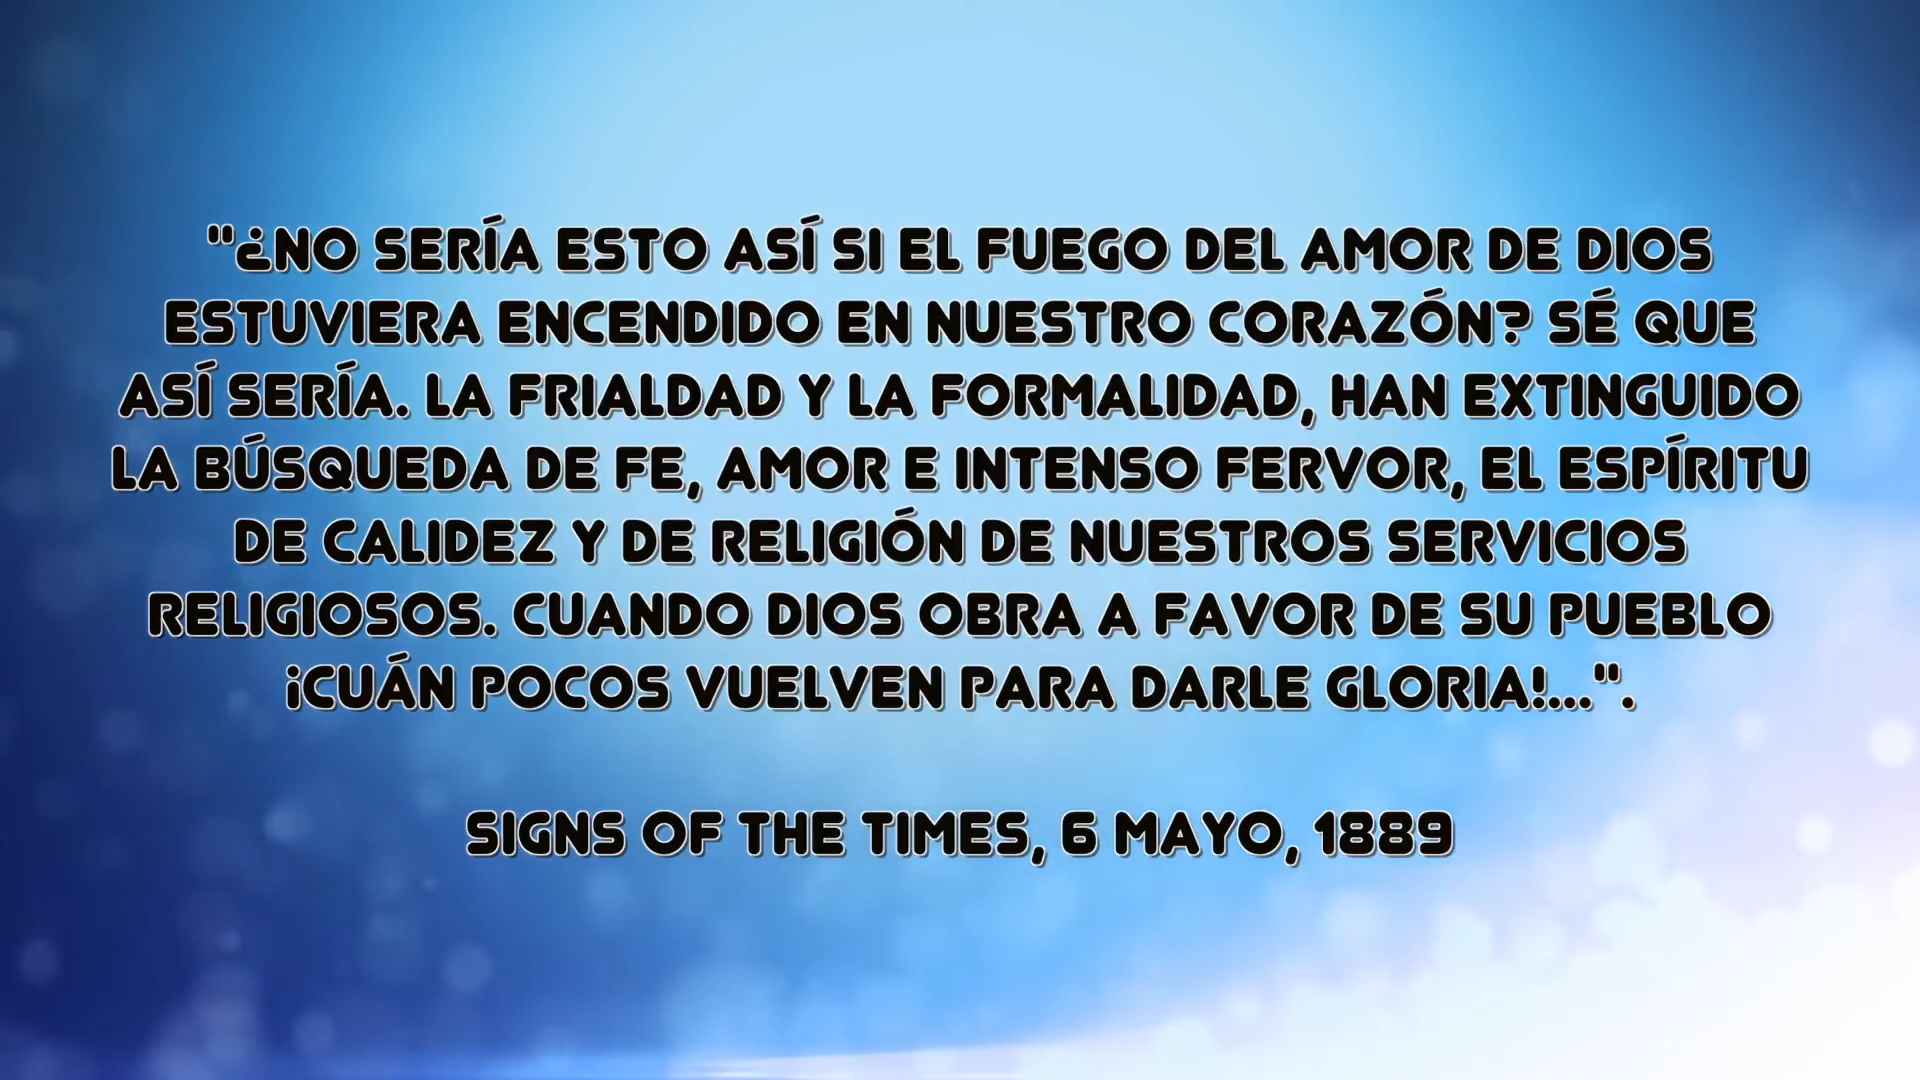 "¿NO SERÍA ESTO ASÍ SI EL FUEGO DEL AMOR DE DIOS
ESTUVIERA ENCENDIDO EN NUESTRO CORAZÓN? SÉ QUE
ASÍ SERÍA. LA FRIALDAD Y LA FORMALIDAD, HAN EXTINGUIDO
LA BÚSQUEDA DE FE, AMOR E INTENSO FERVOR, EL ESPÍRITU
DE CALIDEZ Y DE RELIGIÓN DE NUESTROS SERVICIOS
RELIGIOSOS. CUANDO DIOS OBRA A FAVOR DE SU PUEBLO
¡CUÁN POCOS VUELVEN PARA DARLE GLORIA!...".
SIGNS OF THE TIMES, 6 MAYO, 1889